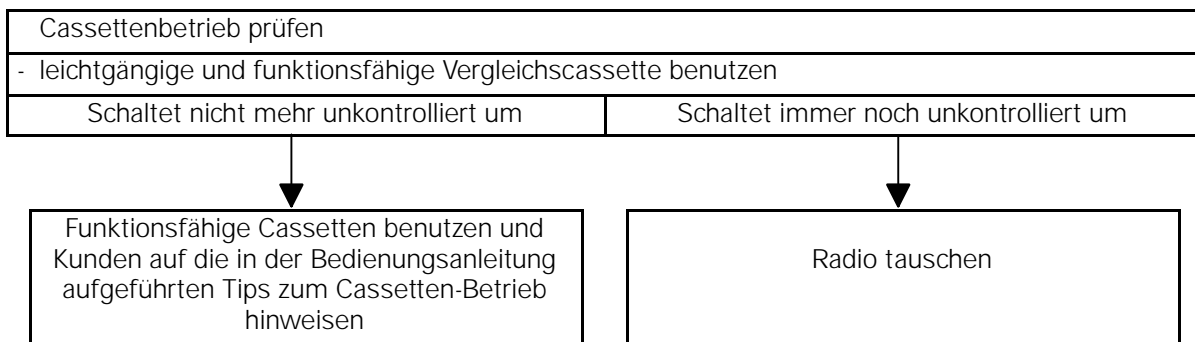 Cassettenbetrieb prüfen
- leichtgängige und funktionsfähige Vergleichscassette benutzen
Schaltet nicht mehr unkontrolliert um
Schaltet immer noch unkontrolliert um
Funktionsfähige Cassetten benutzen und
Kunden auf die in der Bedienungsanleitung
aufgeführten Tips zum Cassetten-Betrieb
hinweisen
Radio tauschen